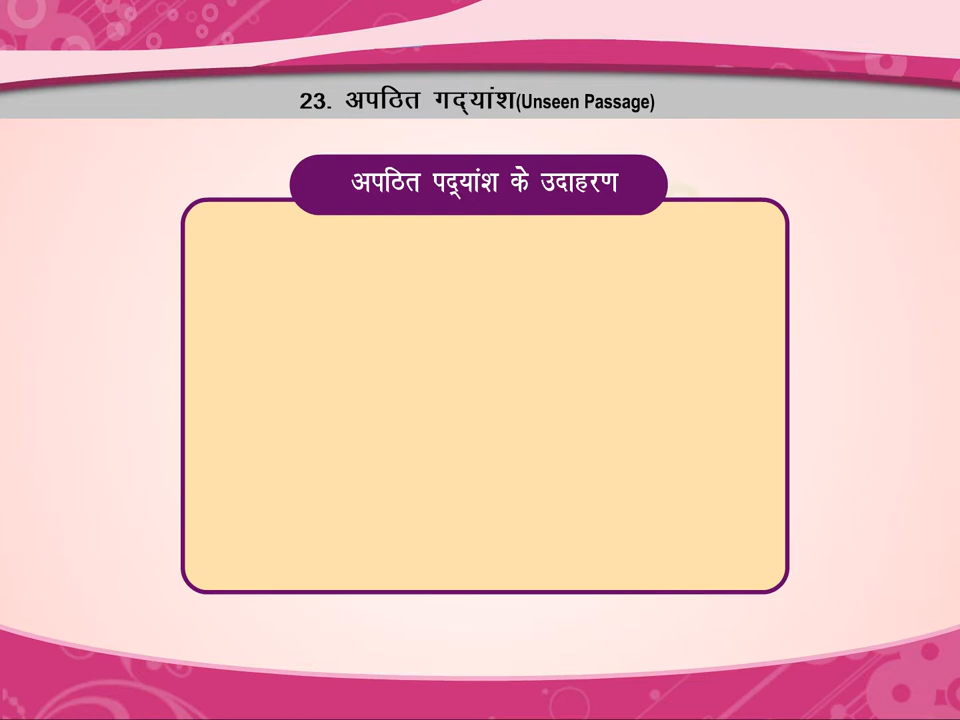 23. अपठित गद्यांश(Unseen Passage)
अपठित पद्यांश के उदाहरण